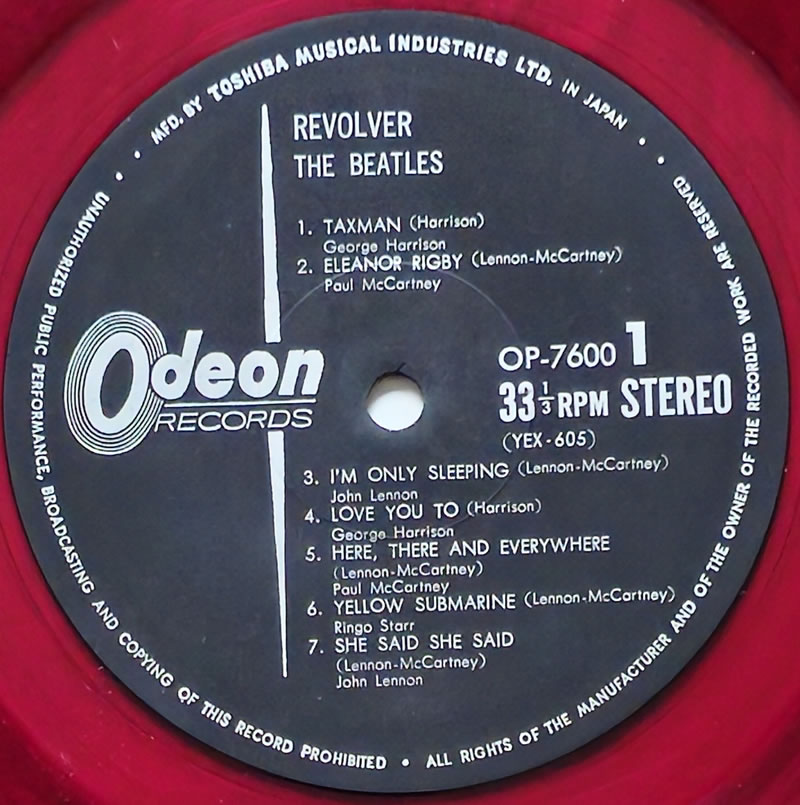 MFD. BY TOSHIBA MUSICAL INDUSTRIES LTD. IN JAPAN
REVOLVER
THE BEATLES
1. TAXMAN (Harrison)
George Harrison
2. ELEANOR RIGBY (Lennon-McCartney)
Paul McCartney
Odeon
RECORDS
OP-7600 1
33 1/3 RPM STEREO
(YEX-605)
3. I'M ONLY SLEEPING (Lennon-McCartney)
John Lennon
4. LOVE YOU TO (Harrison)
George Harrison
5. HERE, THERE AND EVERYWHERE
(Lennon-McCartney)
Paul McCartney
6. YELLOW SUBMARINE (Lennon-McCartney)
Ringo Starr
7. SHE SAID SHE SAID
(Lennon-McCartney)
John Lennon
UNAUTHORIZED PUBLIC PERFORMANCE, BROADCASTING AND COPYING OF THIS RECORD PROHIBITED • ALL RIGHTS OF THE MANUFACTURER AND OF THE OWNER OF THE RECORDED WORK ARE RESERVED